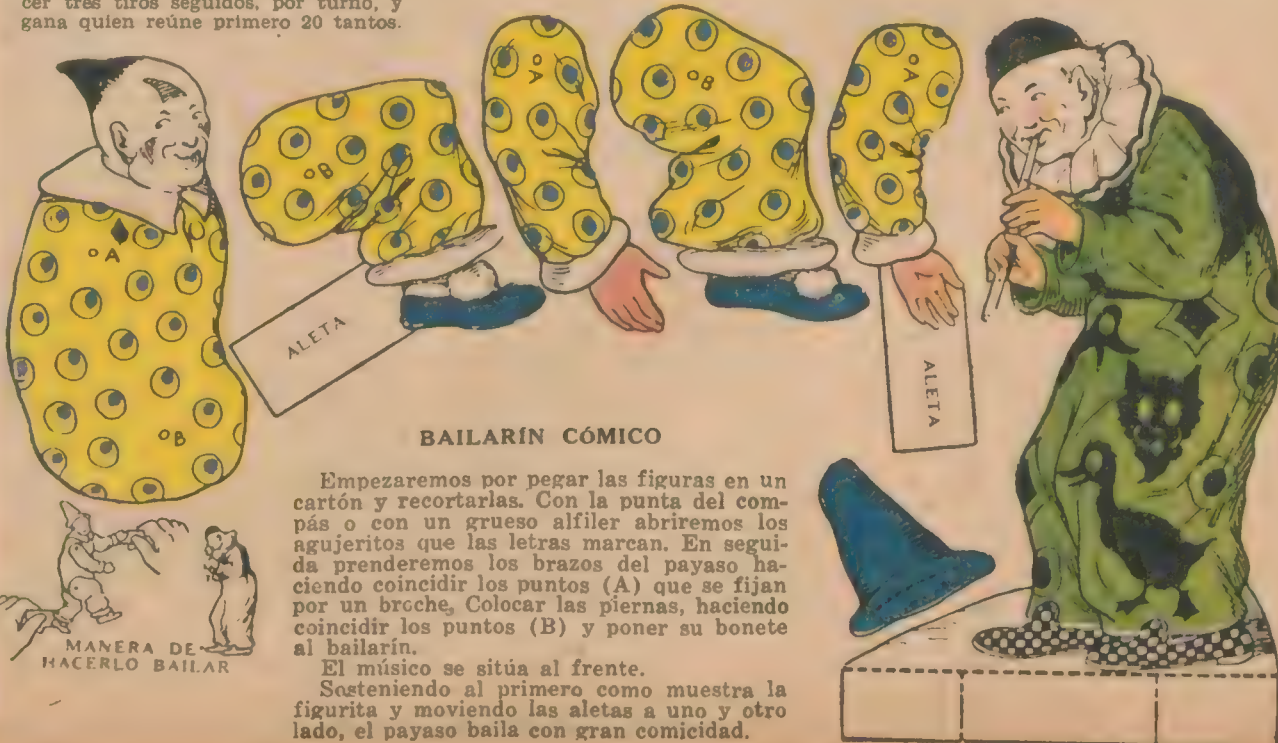 cer tres tiros seguidos, por turno, y
gana quien reúne primero 20 tantos.
A
B
A
B
A
B
ALETA
ALETA
BAILARÍN CÓMICO
Empezaremos por pegar las figuras en un
cartón y recortarlas. Con la punta del com-
pás o con un grueso alfiler abriremos los
agujeritos que las letras marcan. En segui-
da prenderemos los brazos del payaso ha-
ciendo coincidir los puntos (A) que se fijan
por un broche, Colocar las piernas, haciendo
coincidir los puntos (B) y poner su bonete
al bailarín.
El músico se sitúa al frente.
Sosteniendo al primero como muestra la
figurita y moviendo las aletas a uno y otro
lado, el payaso baila con gran comicidad.
MANERA DE
HACERLO BAILAR